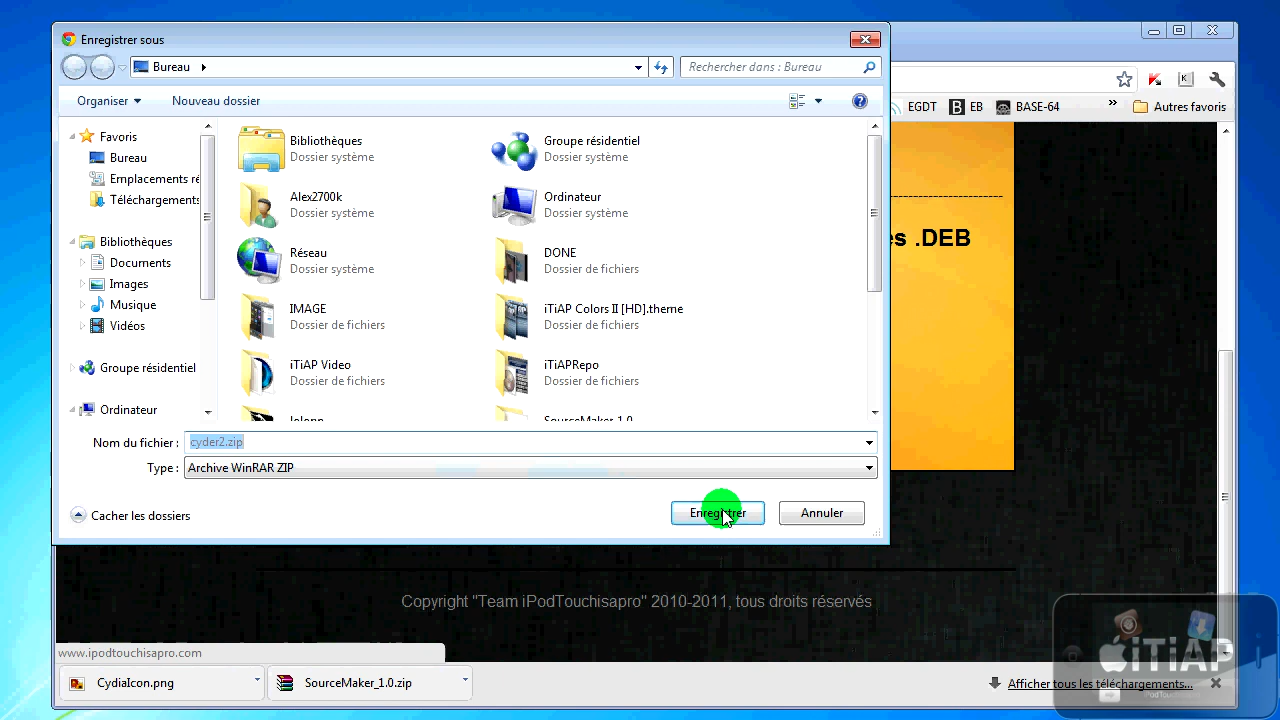 Enregistrer sous
Bureau
Rechercher dans : Bureau
Organiser
Nouveau dossier
EGDT
EB
BASE-64
»
Autres favoris
Favoris
Bureau
Emplacements ré
Téléchargements
Bibliothèques
Documents
Images
Musique
Vidéos
Groupe résidentiel
Ordinateur
Bibliothèques
Dossier système
Groupe résidentiel
Dossier système
Alex2700k
Dossier système
Ordinateur
Dossier système
Réseau
Dossier système
DONE
Dossier de fichiers
IMAGE
Dossier de fichiers
iTiAP Colors II [HD].theme
Dossier de fichiers
iTiAP Video
Dossier de fichiers
iTiAPRepo
Dossier de fichiers
SourceMaker 1.0
s .DEB
Nom du fichier :
cyder2.zip
Type :
Archive WinRAR ZIP
Cacher les dossiers
Enregistrer
Annuler
Copyright "Team iPodTouchisapro" 2010-2011, tous droits réservés
www.ipodtouchisapro.com
CydiaIcon.png
SourceMaker_1.0.zip
Afficher tous les téléchargements...
iTiAP
iPodTouchisapro